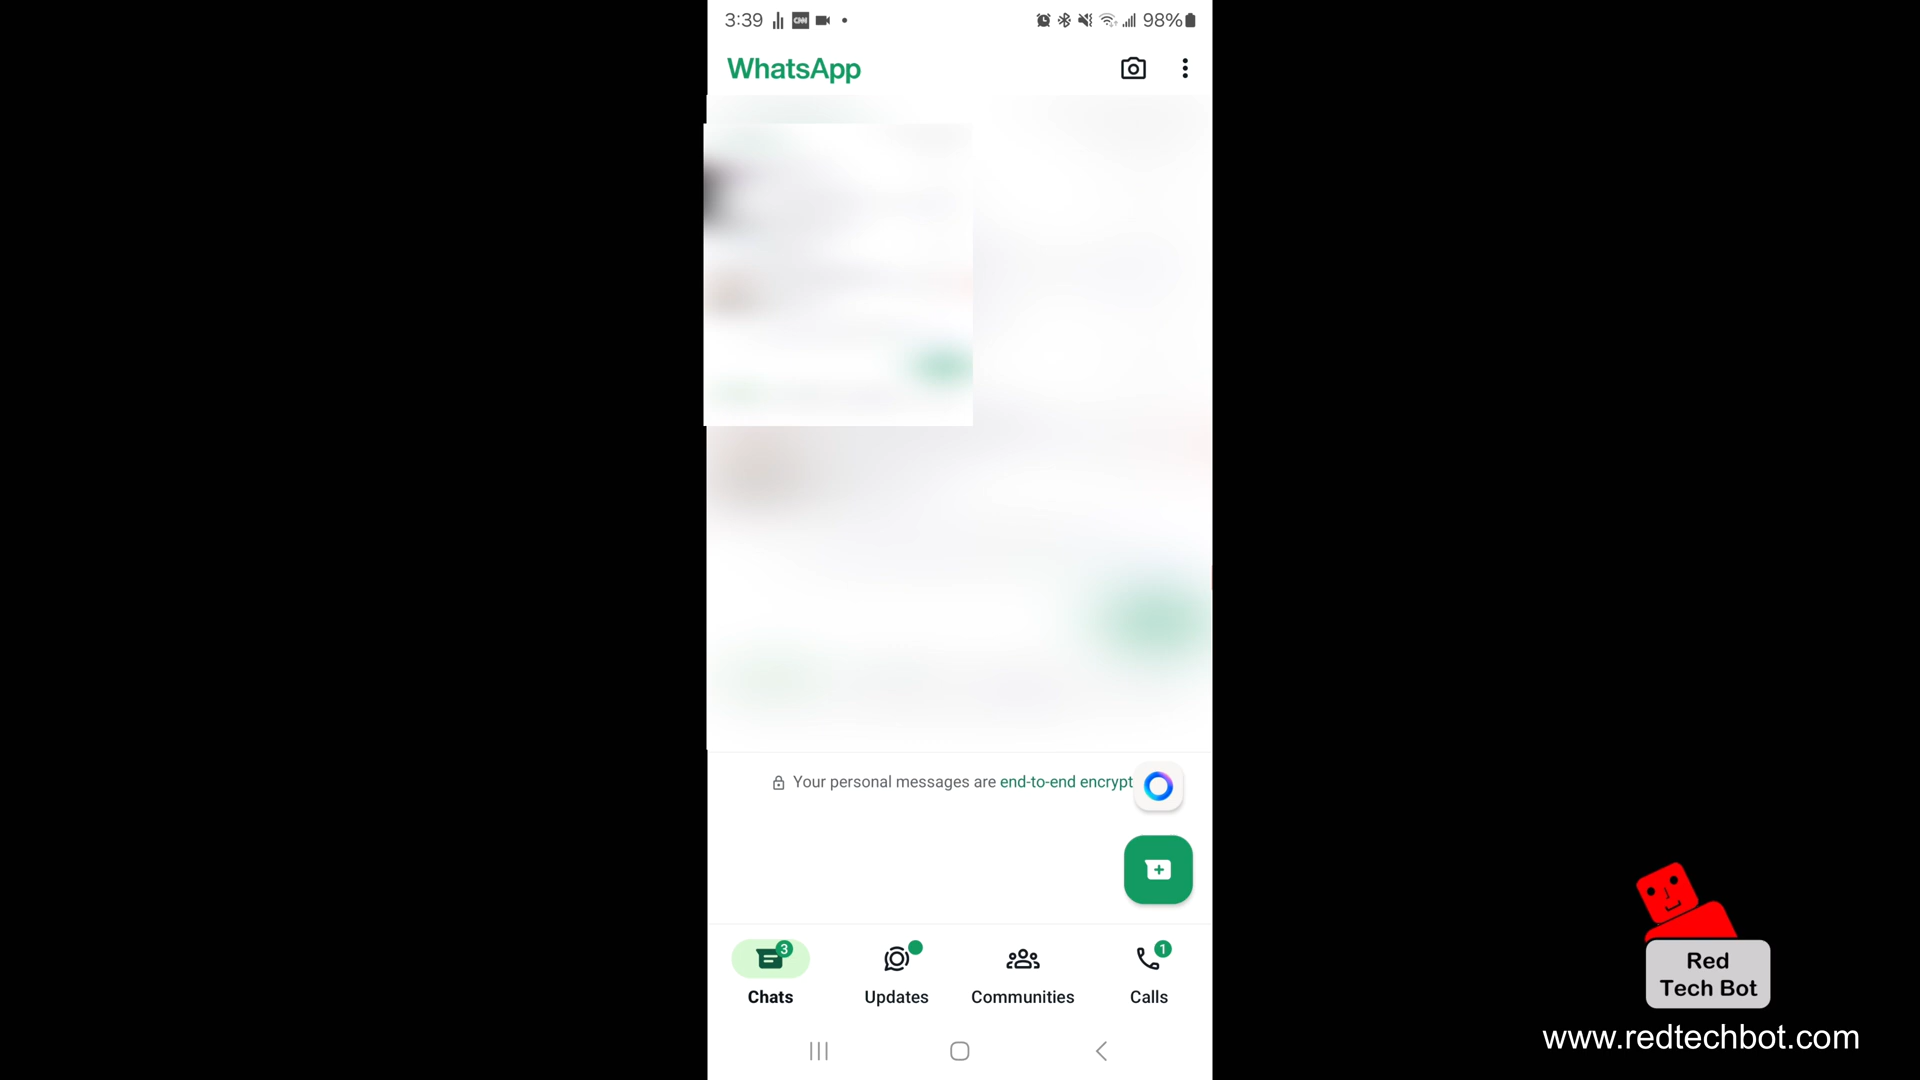 3:39 CNN 98%
WhatsApp
Your personal messages are end-to-end encrypt
3 1
Chats Updates Communities Calls
Red
Tech Bot
www.redtechbot.com